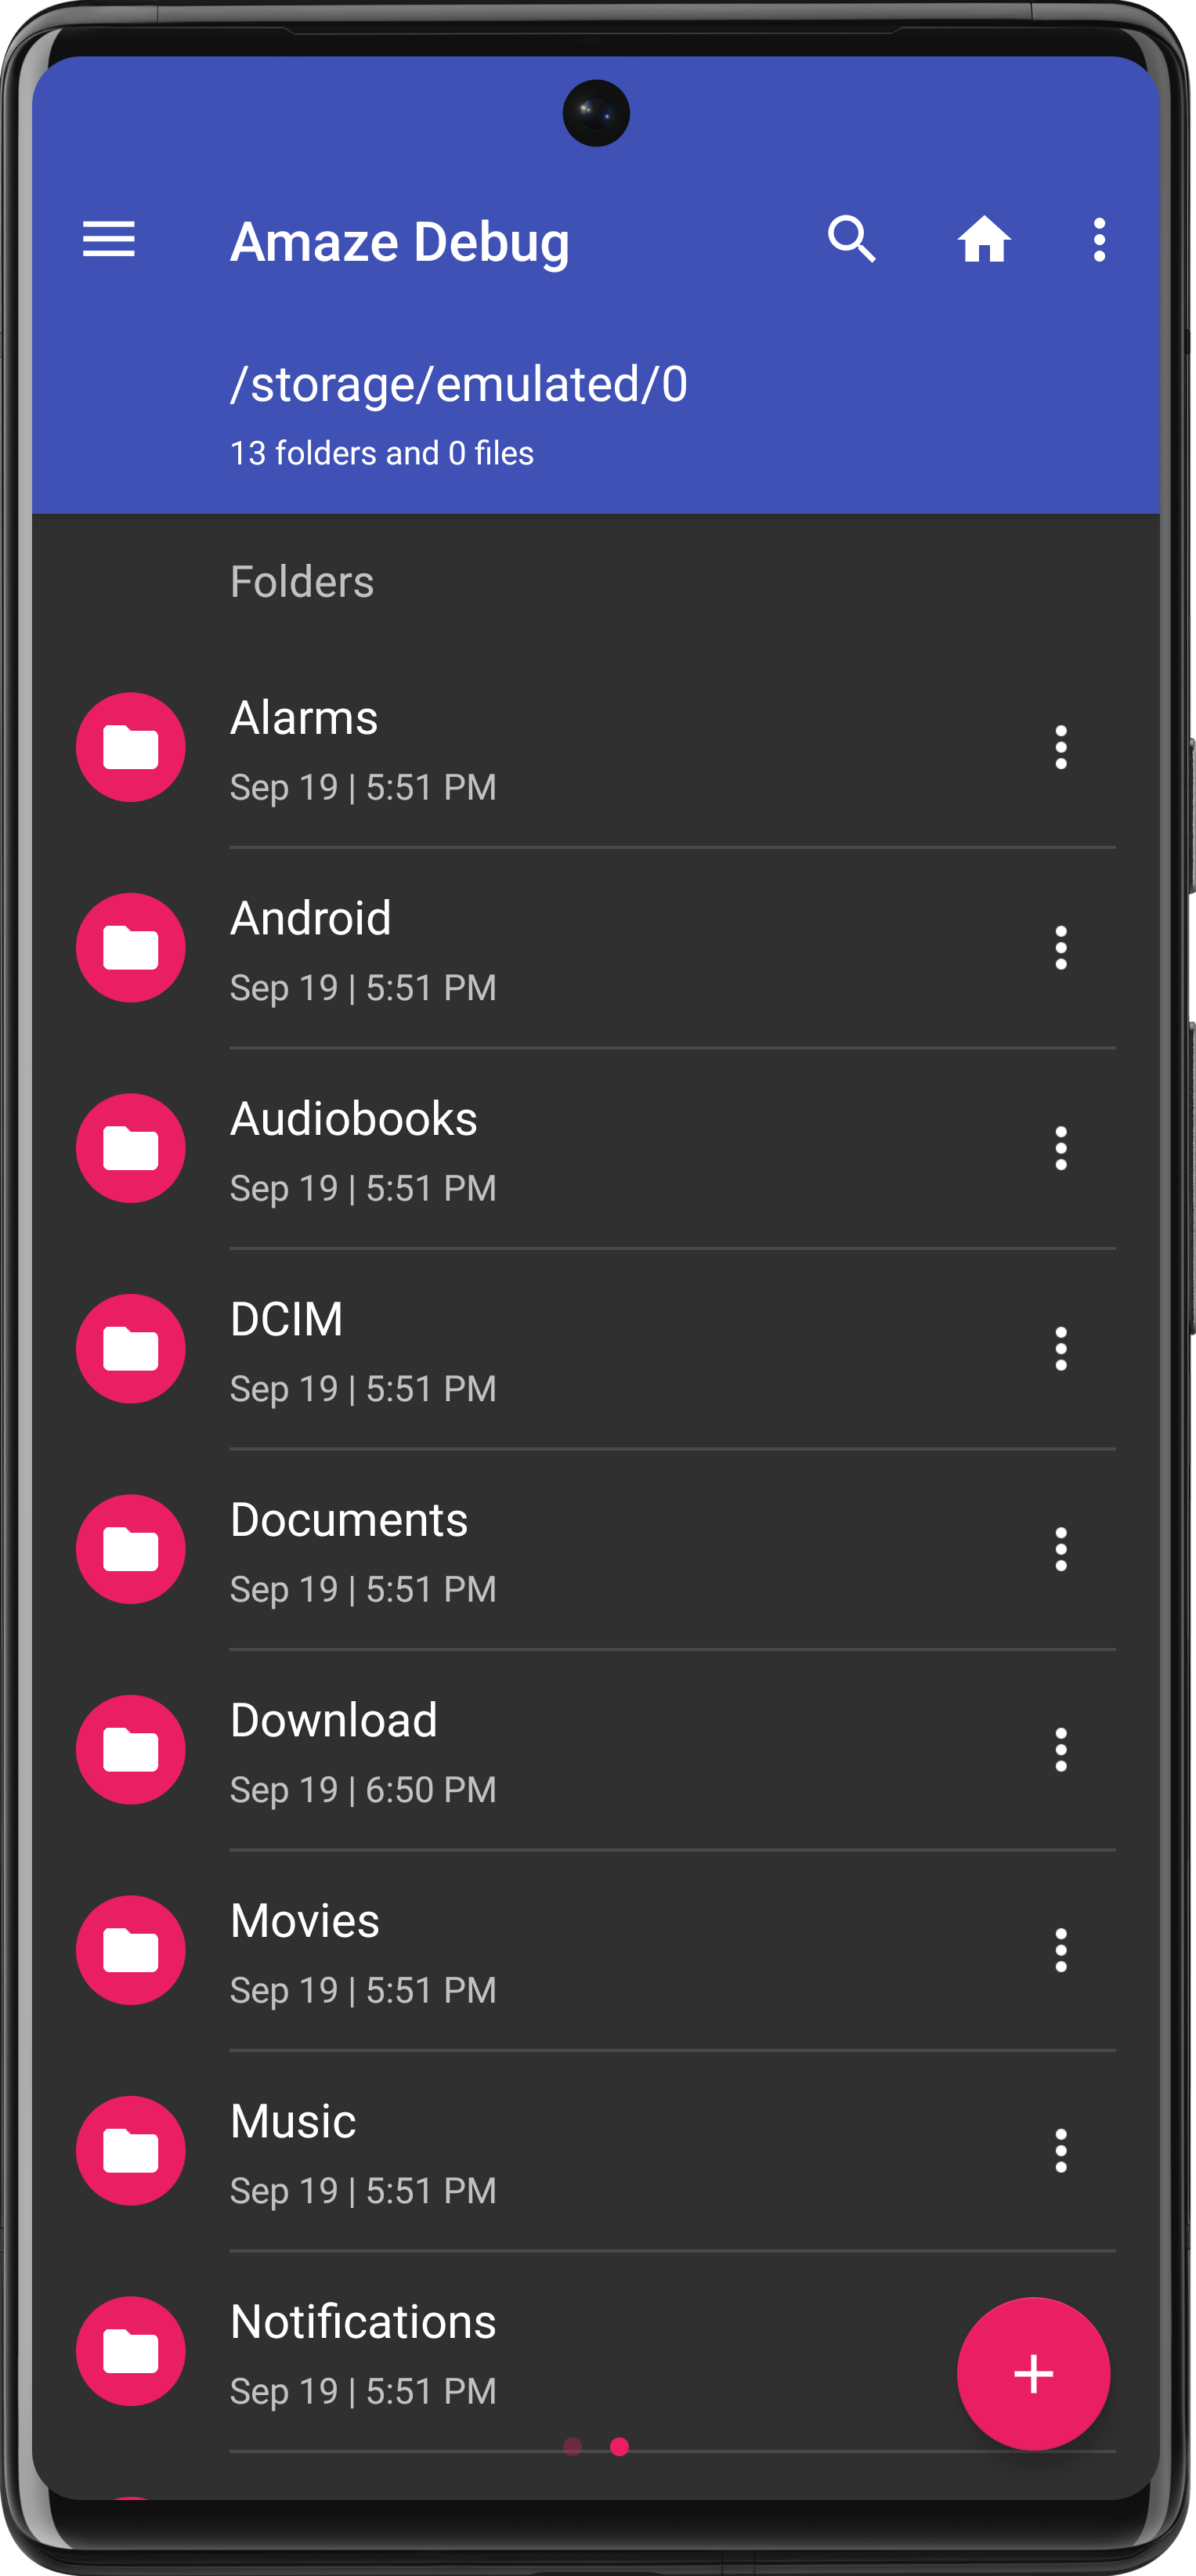 Amaze Debug
/storage/emulated/0
13 folders and 0 files
Folders
Alarms
Sep 19 | 5:51 PM
Android
Sep 19 | 5:51 PM
Audiobooks
Sep 19 | 5:51 PM
DCIM
Sep 19 | 5:51 PM
Documents
Sep 19 | 5:51 PM
Download
Sep 19 | 6:50 PM
Movies
Sep 19 | 5:51 PM
Music
Sep 19 | 5:51 PM
Notifications
Sep 19 | 5:51 PM